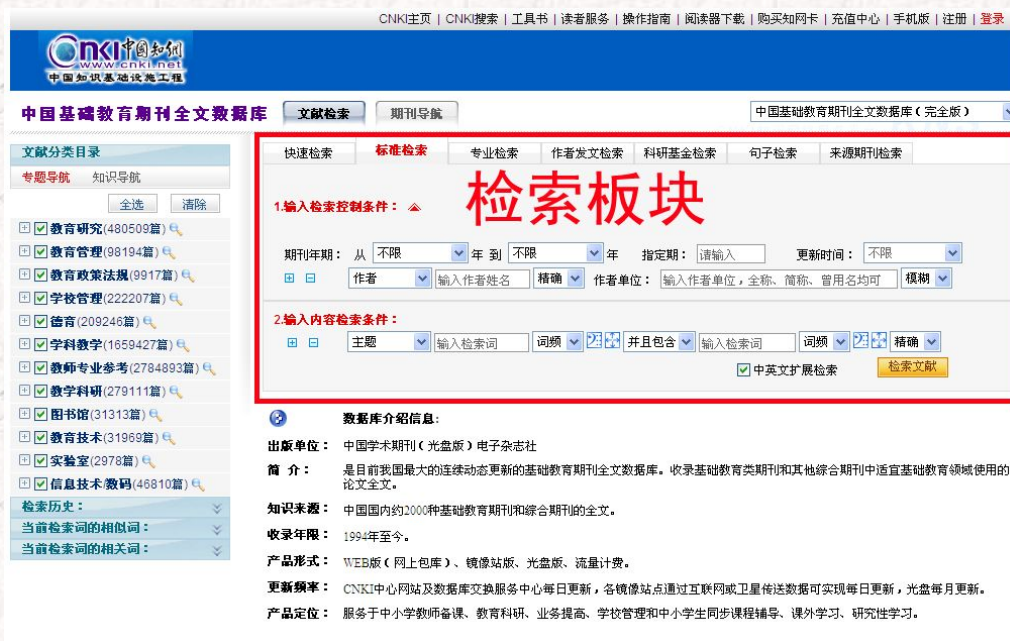 CNKI主页 | CNKI搜索 | 工具书 | 读者服务 | 操作指南 | 阅读器下载 | 购买知网卡 | 充值中心 | 手机版 | 注册 | 登录
cnki 中国知网
www.cnki.net
中国知识基础设施工程
中国基础教育期刊全文数据库 文献检索 期刊导航 中国基础教育期刊全文数据库(完全版)
文献分类目录
专题导航 知识导航
全选 清除
教育研究(480509篇)
教育管理(98194篇)
教育政策法规(9917篇)
学校管理(222207篇)
德育(209246篇)
学科教学(1659427篇)
教师专业参考(2784893篇)
教学科研(279111篇)
图书馆(31313篇)
教育技术(31969篇)
实验室(2978篇)
信息技术/数码(46810篇)
检索历史:
当前检索词的相似词:
当前检索词的相关词:
快速检索 标准检索 专业检索 作者发文检索 科研基金检索 句子检索 来源期刊检索
检索板块
1.输入检索控制条件:
期刊年期: 从 不限 年 到 不限 年 指定期: 请输入 更新时间: 不限
作者 输入作者姓名 精确 作者单位: 输入作者单位,全称、简称、曾用名均可 模糊
2.输入内容检索条件:
主题 输入检索词 词频 并且包含 输入检索词 词频 精确
中英文扩展检索 检索文献
数据库介绍信息:
出版单位: 中国学术期刊(光盘版)电子杂志社
简 介: 是目前我国最大的连续动态更新的基础教育期刊全文数据库。收录基础教育类期刊和其他综合期刊中适宜基础教育领域使用的
论文全文。
知识来源: 中国国内约2000种基础教育期刊和综合期刊的全文。
收录年限: 1994年至今。
产品形式: WEB版(网上包库)、镜像站版、光盘版、流量计费。
更新频率: CNKI中心网站及数据库交换服务中心每日更新,各镜像站点通过互联网或卫星传送数据可实现每日更新,光盘每月更新。
产品定位: 服务于中小学教师备课、教育科研、业务提高、学校管理和中小学生同步课程辅导、课外学习、研究性学习。